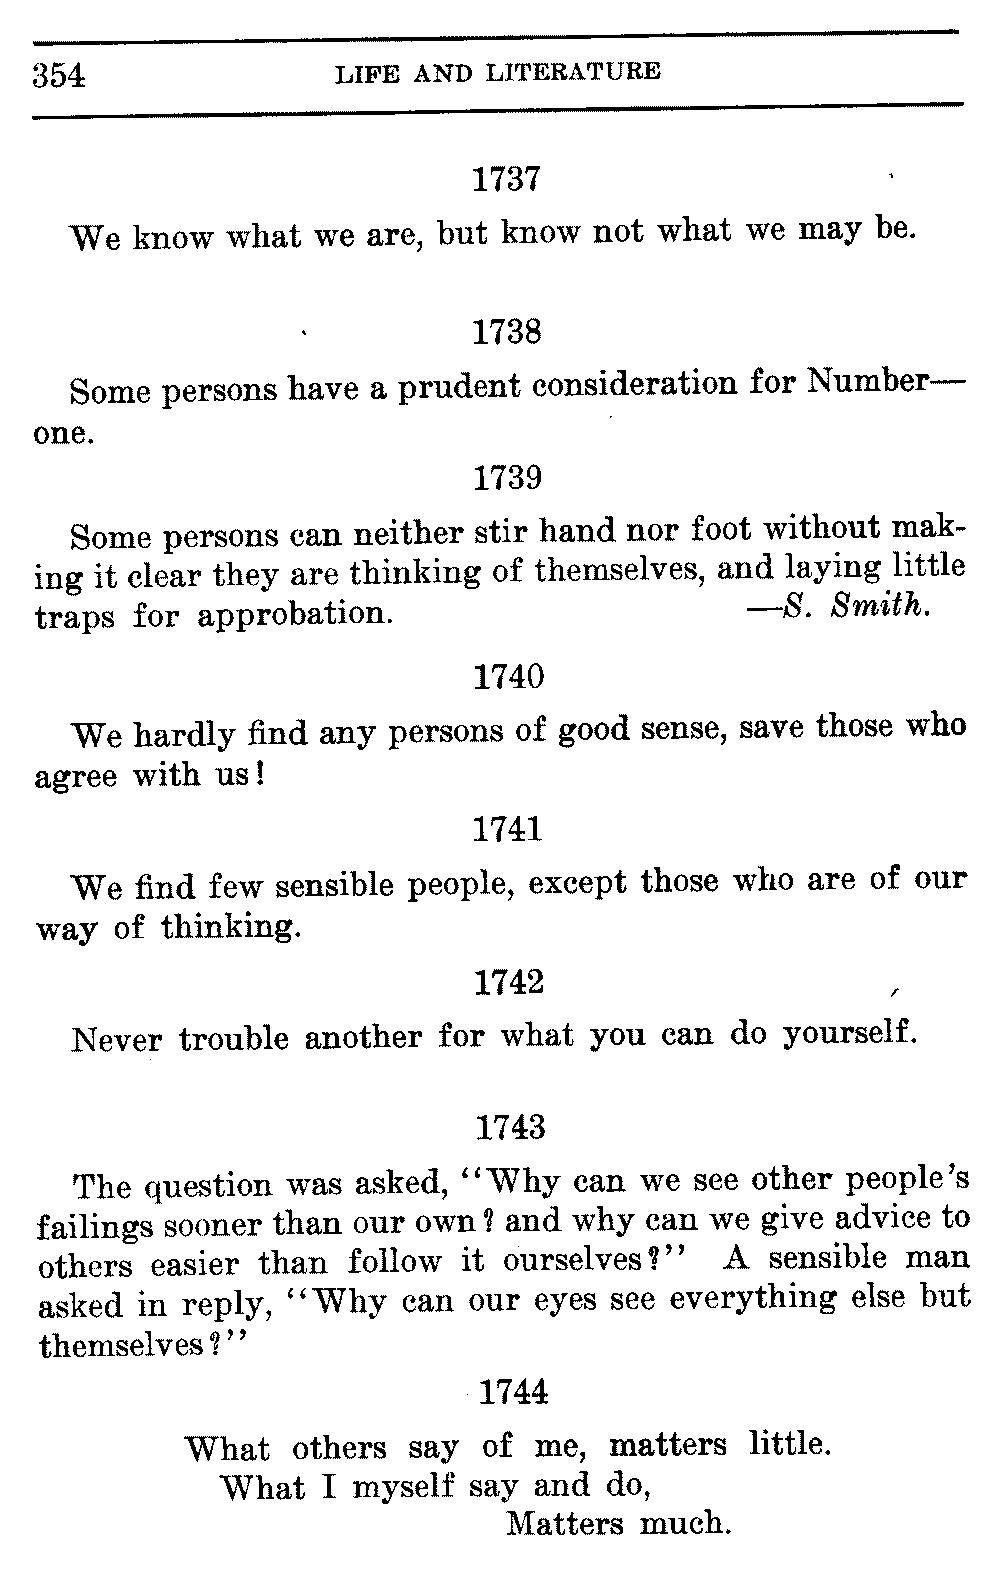 354 LIFE AND LITERATURE
1737
We know what we are, but know not what we may be.
1738
Some persons have a prudent consideration for Number—
one.
1739
Some persons can neither stir hand nor foot without mak-
ing it clear they are thinking of themselves, and laying little
traps for approbation. —S. Smith.
1740
We hardly find any persons of good sense, save those who
agree with us!
1741
We find few sensible people, except those who are of our
way of thinking.
1742
Never trouble another for what you can do yourself.
1743
The question was asked, "Why can we see other people's
failings sooner than our own? and why can we give advice to
others easier than follow it ourselves?" A sensible man
asked in reply, "Why can our eyes see everything else but
themselves?"
1744
What others say of me, matters little.
What I myself say and do,
Matters much.